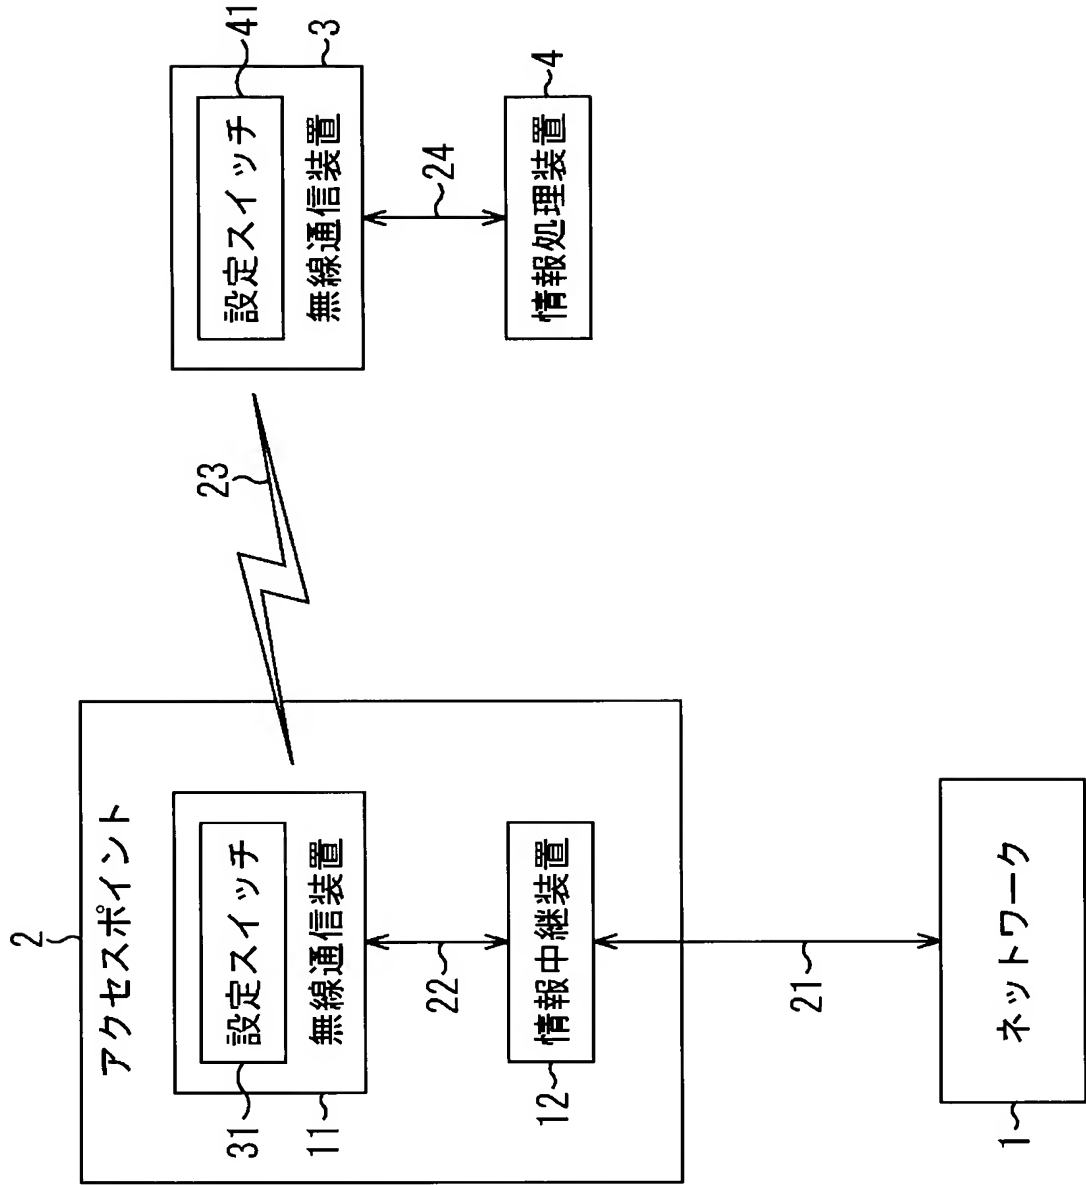 2
アクセスポイント
31
設定スイッチ
11
無線通信装置
22
12
情報中継装置
21
1
ネットワーク
23
41
設定スイッチ
3
無線通信装置
24
4
情報処理装置